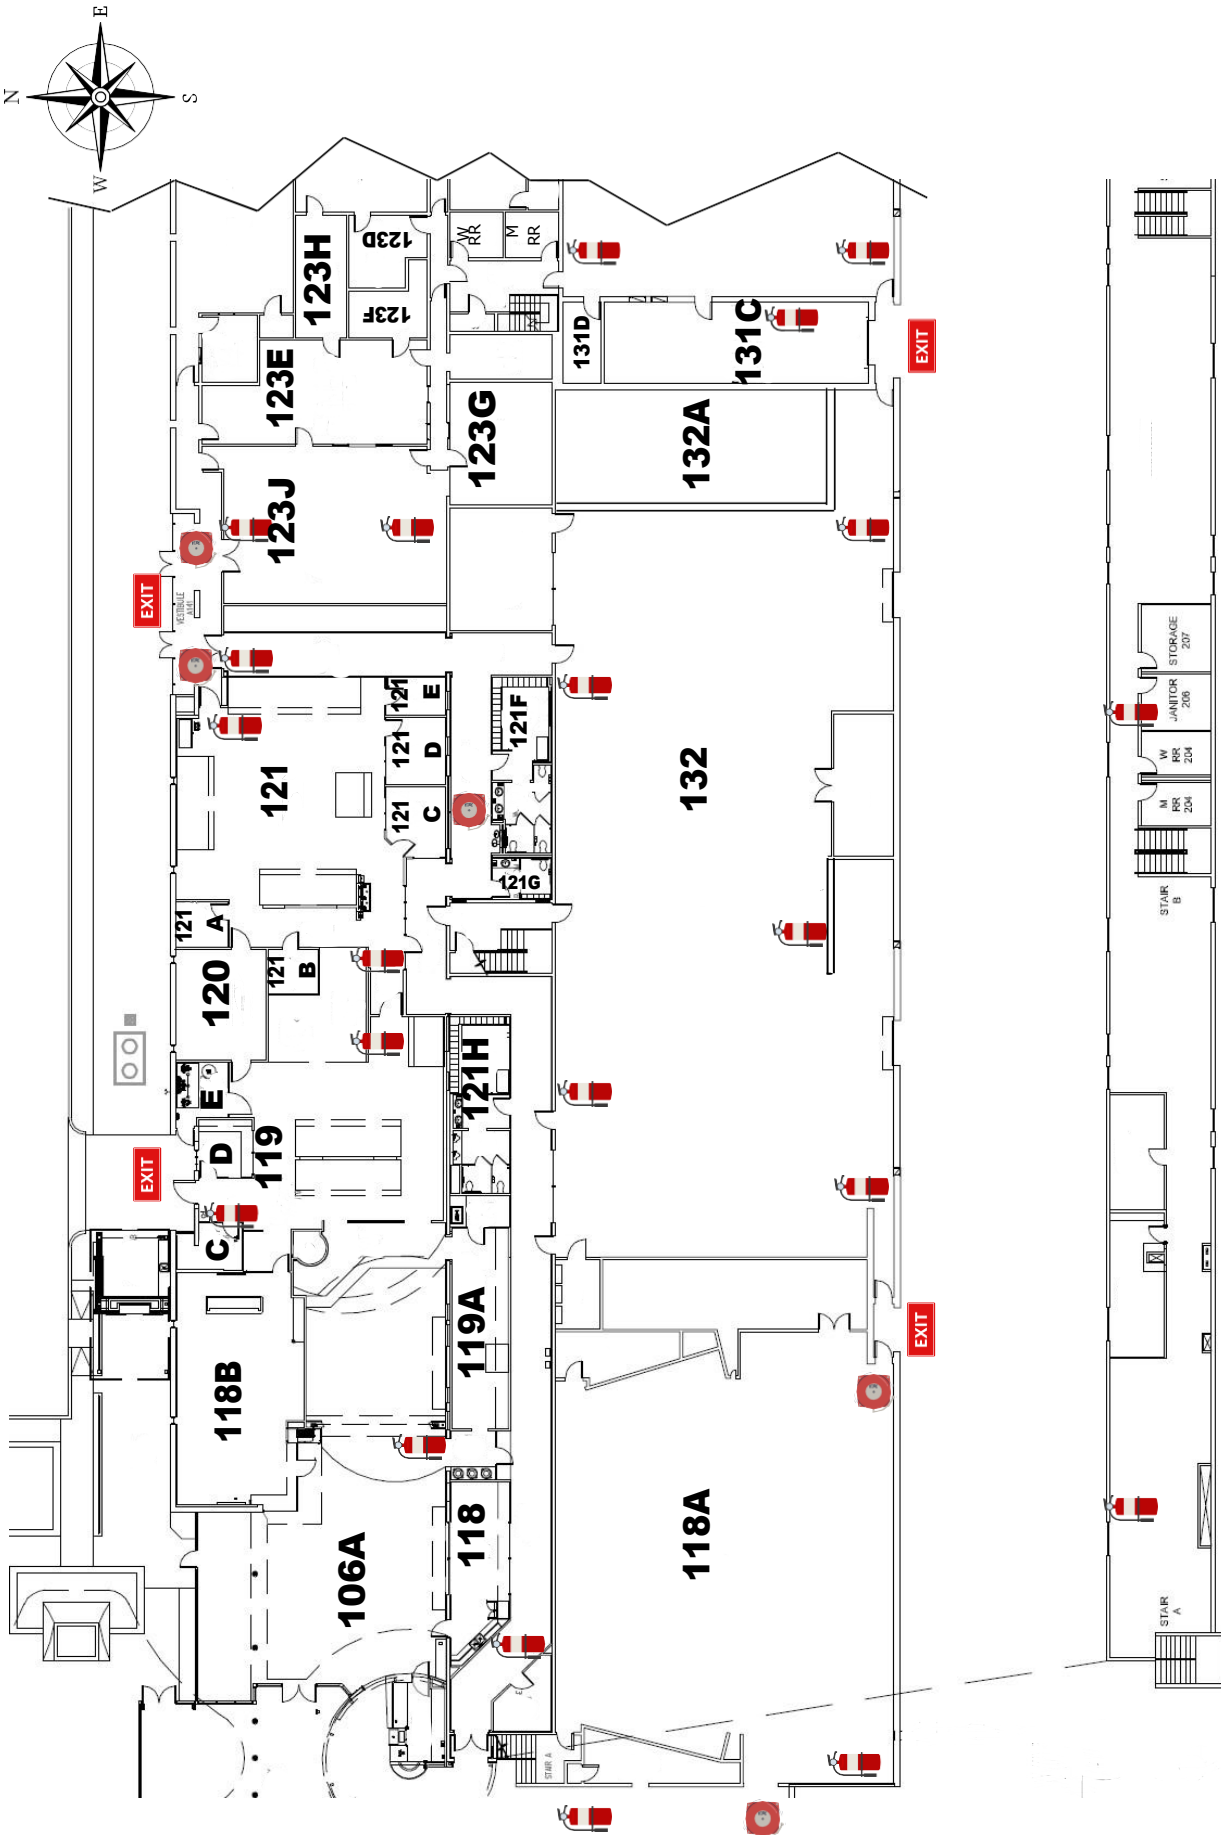 E
N
S
W
123H
123D
W
RR
M
RR
123F
123E
131D
131C
EXIT
123G
132A
123J
EXIT
VESTIBULE
A141
121
E
121
D
121
C
121
121F
121G
132
STORAGE
207
JANITOR
206
W
RR
204
M
RR
204
STAIR
B
121
A
120
121
B
E
121H
D
119
EXIT
C
119A
EXIT
118B
118
118A
106A
STAIR
A
STAIR A